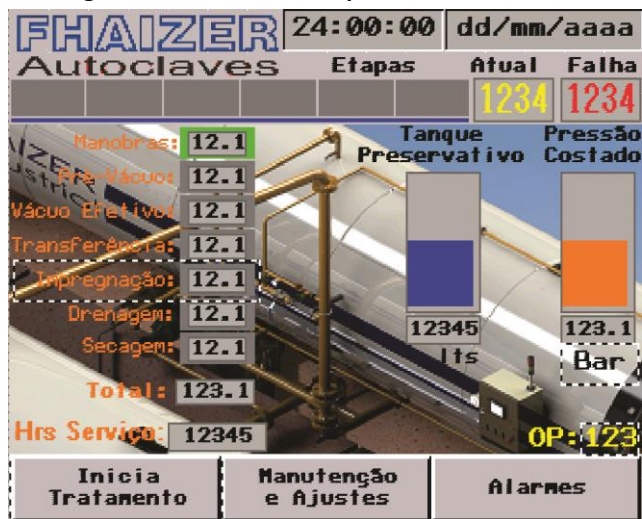 FHAIZER
24:00:00
dd/mm/aaaa
Autoclaves
Etapas
Atual
Falha
1234
1234
Manobras: 12.1
Pré-Vácuo: 12.1
Vácuo Efetivo: 12.1
Transferência: 12.1
Impregnação: 12.1
Drenagem: 12.1
Secagem: 12.1
Total: 123.1
Hrs Serviço: 12345
Tanque
Preservativo
12345
lts
Pressão
Costado
123.1
Bar
OP:123
Inicia
Tratamento
Manutenção
e Ajustes
Alarmes